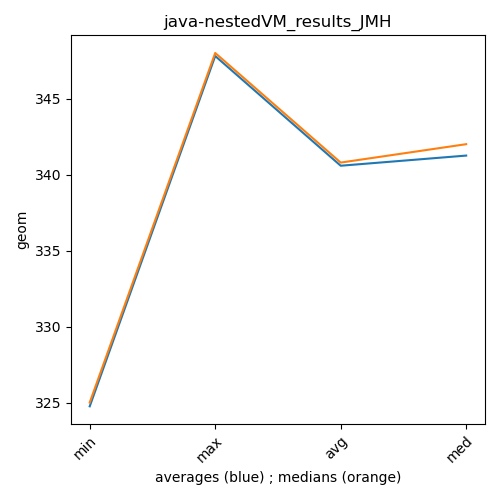 java-nestedVM_results_JMH
geom
345
340
335
330
325
min
max
avg
med
averages (blue) ; medians (orange)